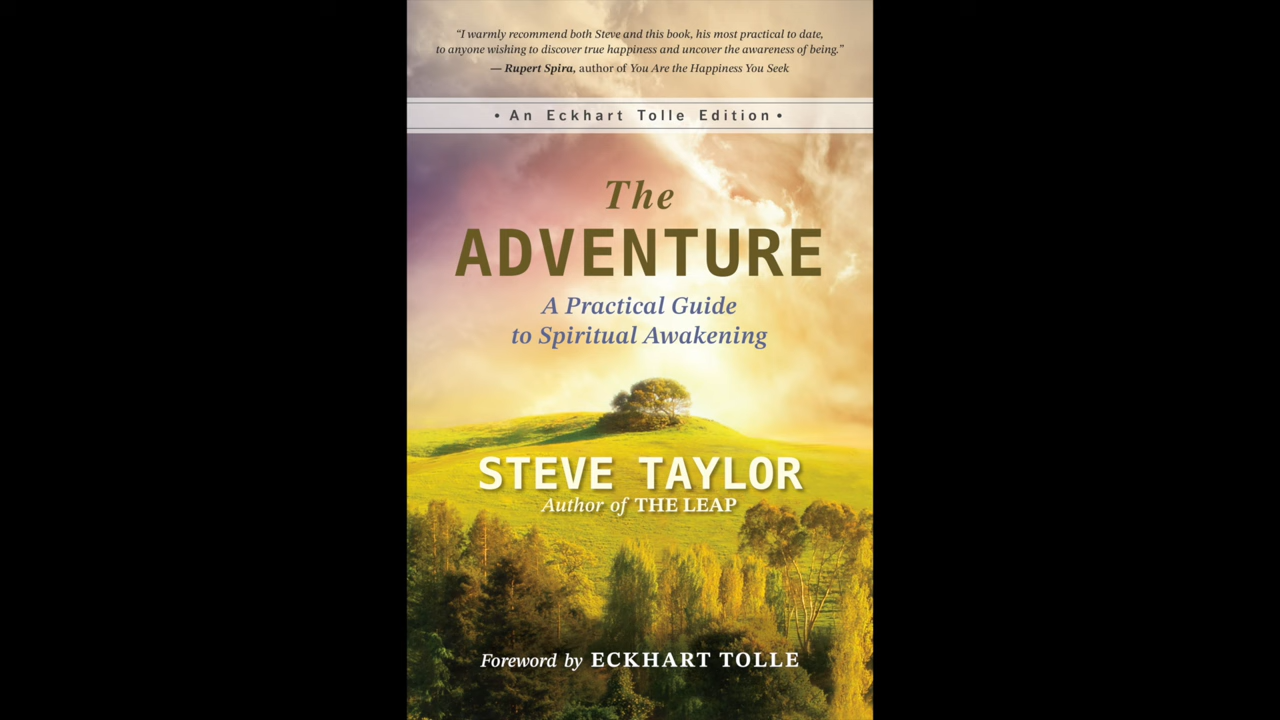 “I warmly recommend both Steve and this book, his most practical to date,
to anyone wishing to discover true happiness and uncover the awareness of being.”
— Rupert Spira, author of You Are the Happiness You Seek
• An Eckhart Tolle Edition •
The
ADVENTURE
A Practical Guide
to Spiritual Awakening
STEVE TAYLOR
Author of THE LEAP
Foreword by ECKHART TOLLE